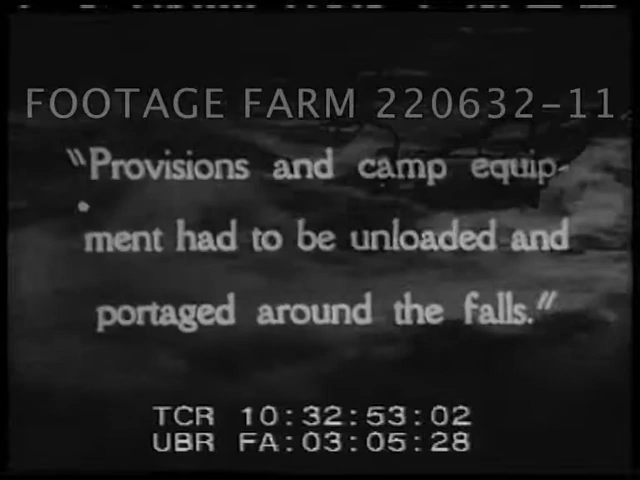 FOOTAGE FARM 220632-11
"Provisions and camp equip-
ment had to be unloaded and
portaged around the falls."
TCR 10:32:53:02
UBR FA:03:05:28